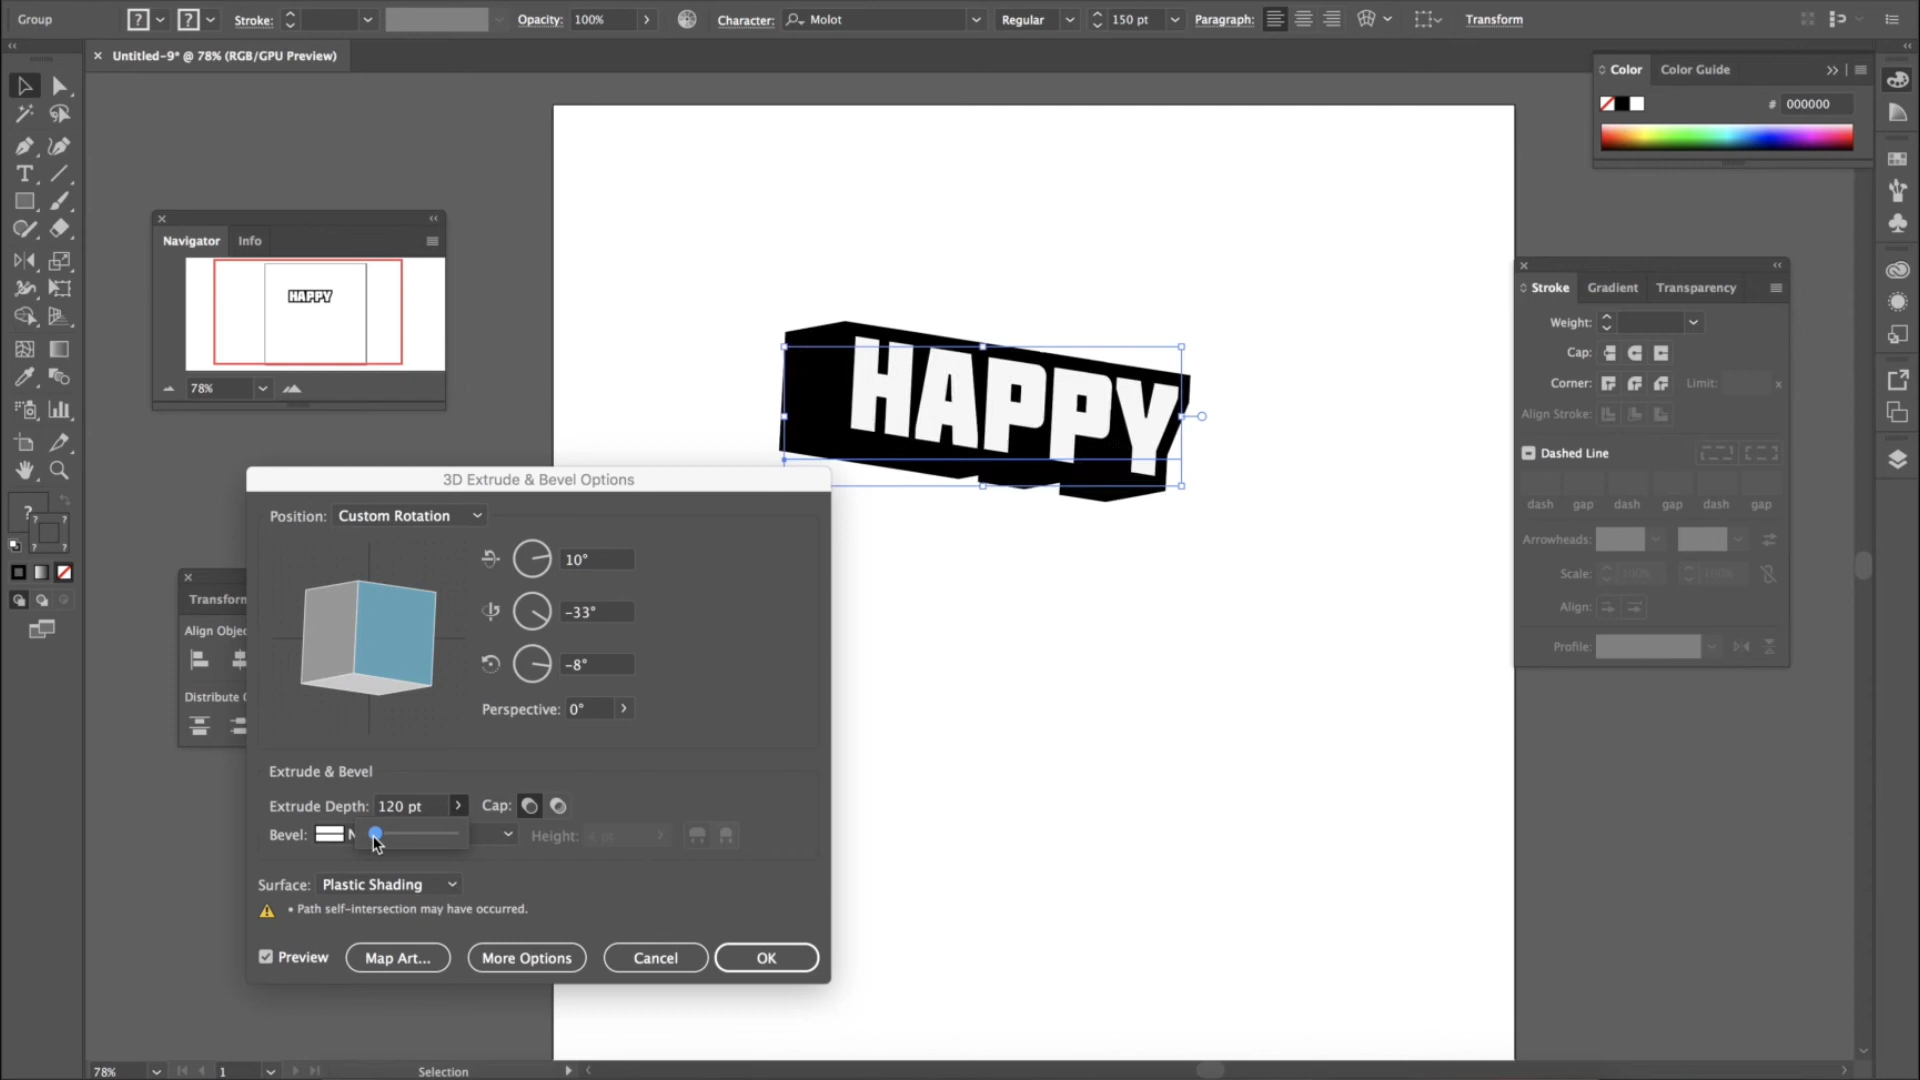 Group
?
?
Stroke:
Opacity:
100%
Character:
Molot
Regular
150 pt
Paragraph:
Transform
× Untitled-9* @ 78% (RGB/GPU Preview)
Color
Color Guide
# 000000
Navigator
Info
HAPPY
78%
HAPPY
Stroke
Gradient
Transparency
Weight:
Cap:
Corner:
Limit:
x
Align Stroke:
Dashed Line
dash gap dash gap dash gap
Arrowheads:
Scale:
100%
100%
Align:
Profile:
?
? ?
? ?
Transform
Align Objec
Distribute O
3D Extrude & Bevel Options
Position:
Custom Rotation
10°
-33°
-8°
Perspective:
0°
Extrude & Bevel
Extrude Depth:
120 pt
Cap:
Bevel:
N
Height:
4 pt
Surface:
Plastic Shading
• Path self-intersection may have occurred.
Preview
Map Art...
More Options
Cancel
OK
78%
1
Selection